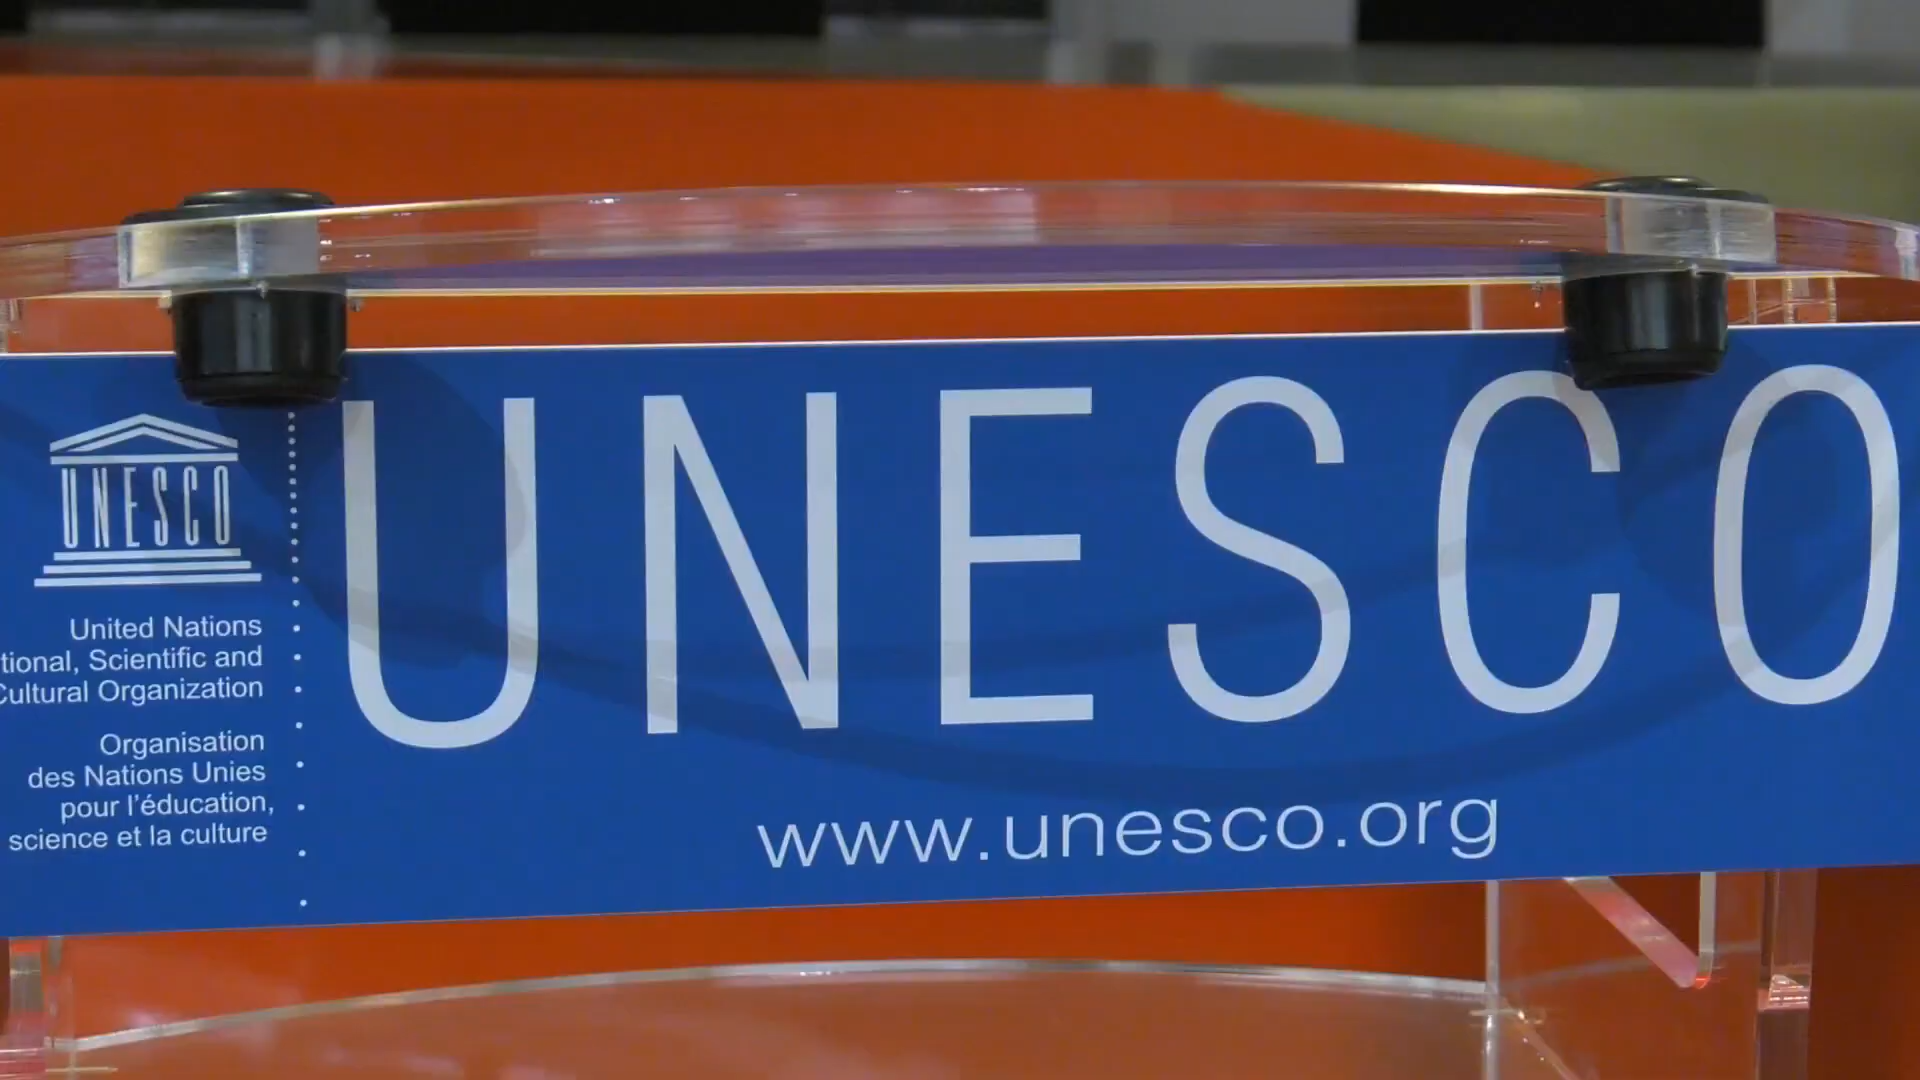 UNESCO
United Nations
tional, Scientific and
Cultural Organization
Organisation
des Nations Unies
pour l'éducation,
science et la culture
UNESCO
www.unesco.org